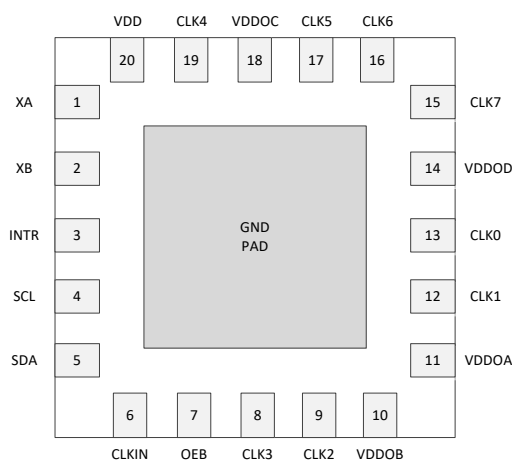 VDD CLK4 VDDOC CLK5 CLK6
20 19 18 17 16
XA 1 15 CLK7
XB 2 14 VDDOD
GND
PAD
INTR 3 13 CLK0
SCL 4 12 CLK1
SDA 5 11 VDDOA
6 7 8 9 10
CLKIN OEB CLK3 CLK2 VDDOB